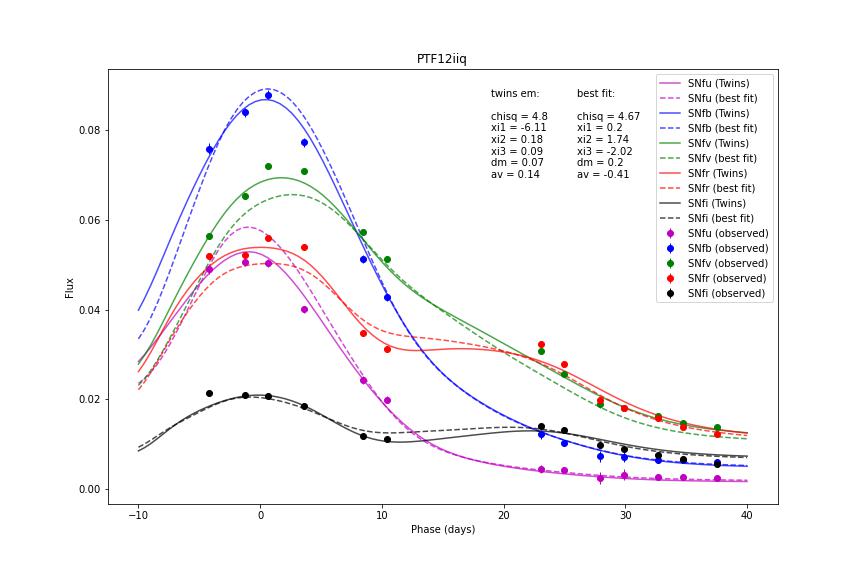 PTF12iiq
twins em: best fit:
chisq = 4.8 chisq = 4.67
xi1 = -6.11 xi1 = 0.2
xi2 = 0.18 xi2 = 1.74
xi3 = 0.09 xi3 = -2.02
dm = 0.07 dm = 0.2
av = 0.14 av = -0.41
SNfu (Twins)
SNfu (best fit)
SNfb (Twins)
SNfb (best fit)
SNfv (Twins)
SNfv (best fit)
SNfr (Twins)
SNfr (best fit)
SNfi (Twins)
SNfi (best fit)
SNfu (observed)
SNfb (observed)
SNfv (observed)
SNfr (observed)
SNfi (observed)
Flux
0.08
0.06
0.04
0.02
0.00
−10 0 10 20 30 40
Phase (days)